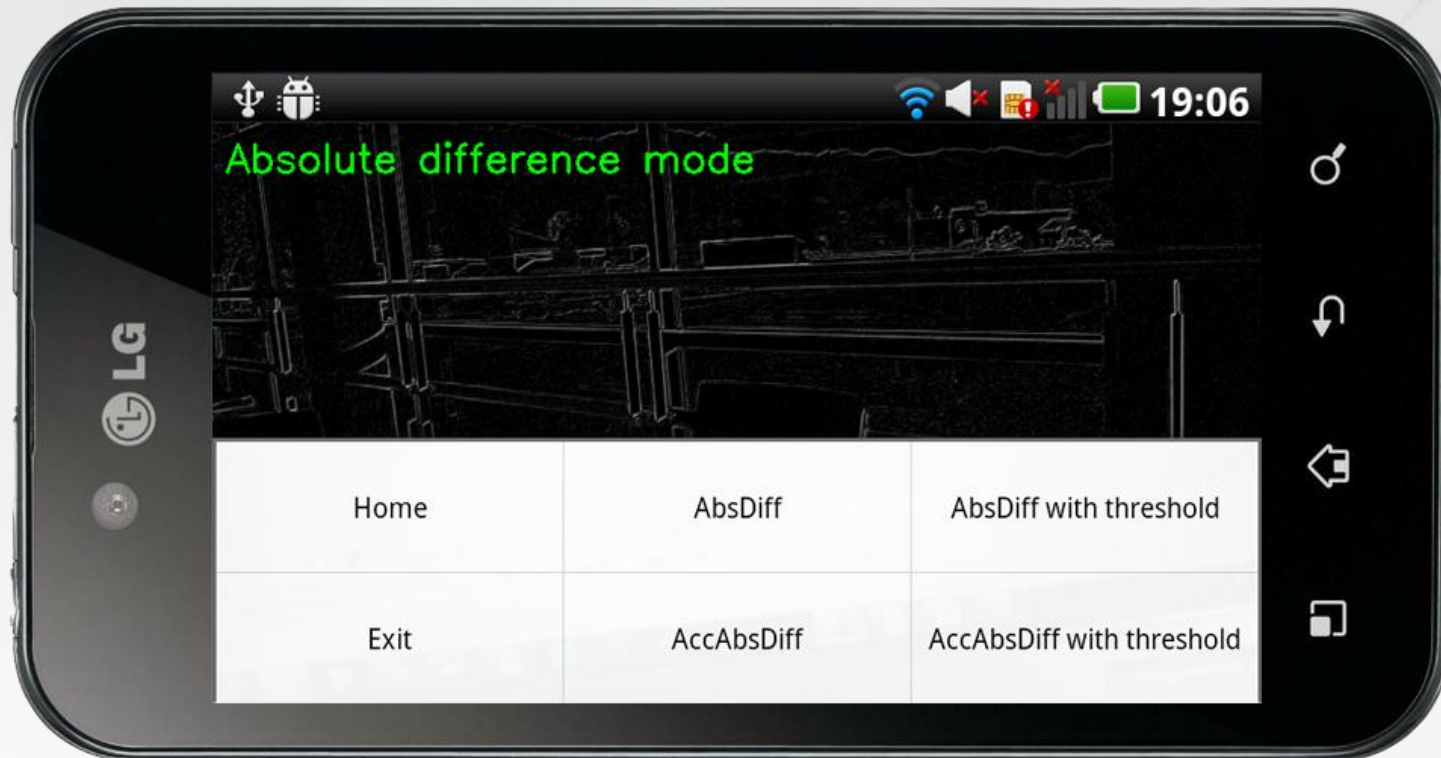 19:06
Absolute difference mode
LG
Home
AbsDiff
AbsDiff with threshold
Exit
AccAbsDiff
AccAbsDiff with threshold